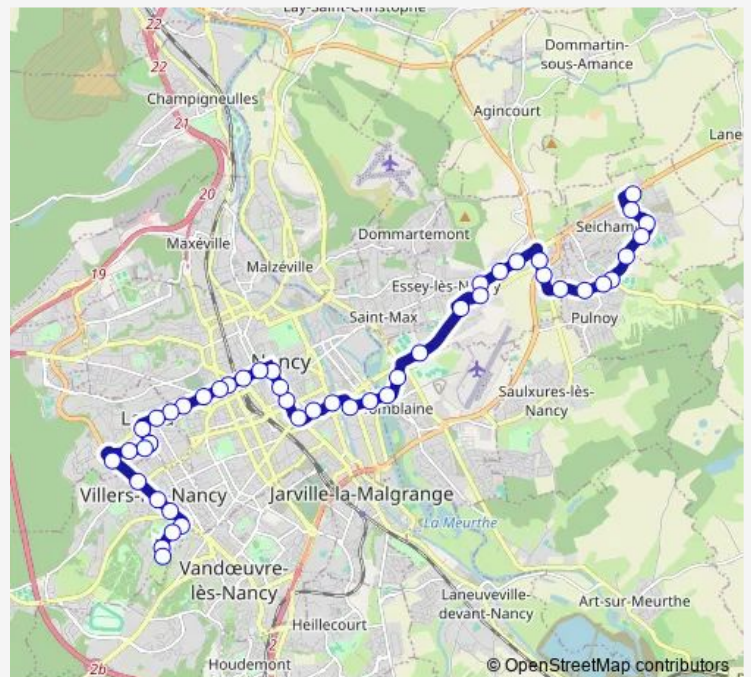 Lay-Saint-Christophe
22
Dommartin-
sous-Amance
22
Champigneulles
Agincourt
21
Lane
20
Seicham
Maxéville
Dommartemont
19
Malzéville
Essey-lès-N y
Saint-Max
Pulnoy
Nancy
Saulxures-lès-
Nancy
L
omblaine
Villers- Nancy
Jarville-la-Malgrange
La Meurthe
Vandœuvre-
lès-Nancy
Laneuveville-
devant-Nancy
Art-sur-Meurthe
Heillecourt
2
2b
Houdemont
© OpenStreetMap contributors